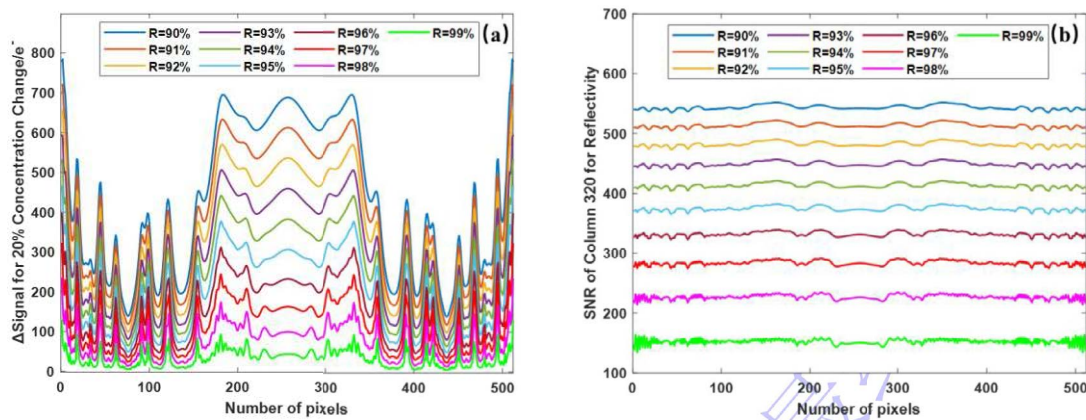 R=90% R=93% R=96% R=99% (a)
R=91% R=94% R=97%
R=92% R=95% R=98%
ΔSignal for 20% Concentration Change/e-
800
700
600
500
400
300
200
100
0
0 100 200 300 400 500
Number of pixels
R=90% R=93% R=96% R=99% (b)
R=91% R=94% R=97%
R=92% R=95% R=98%
SNR of Column 320 for Reflectivity
700
600
500
400
300
200
100
0 100 200 300 400 500
Number of pixels